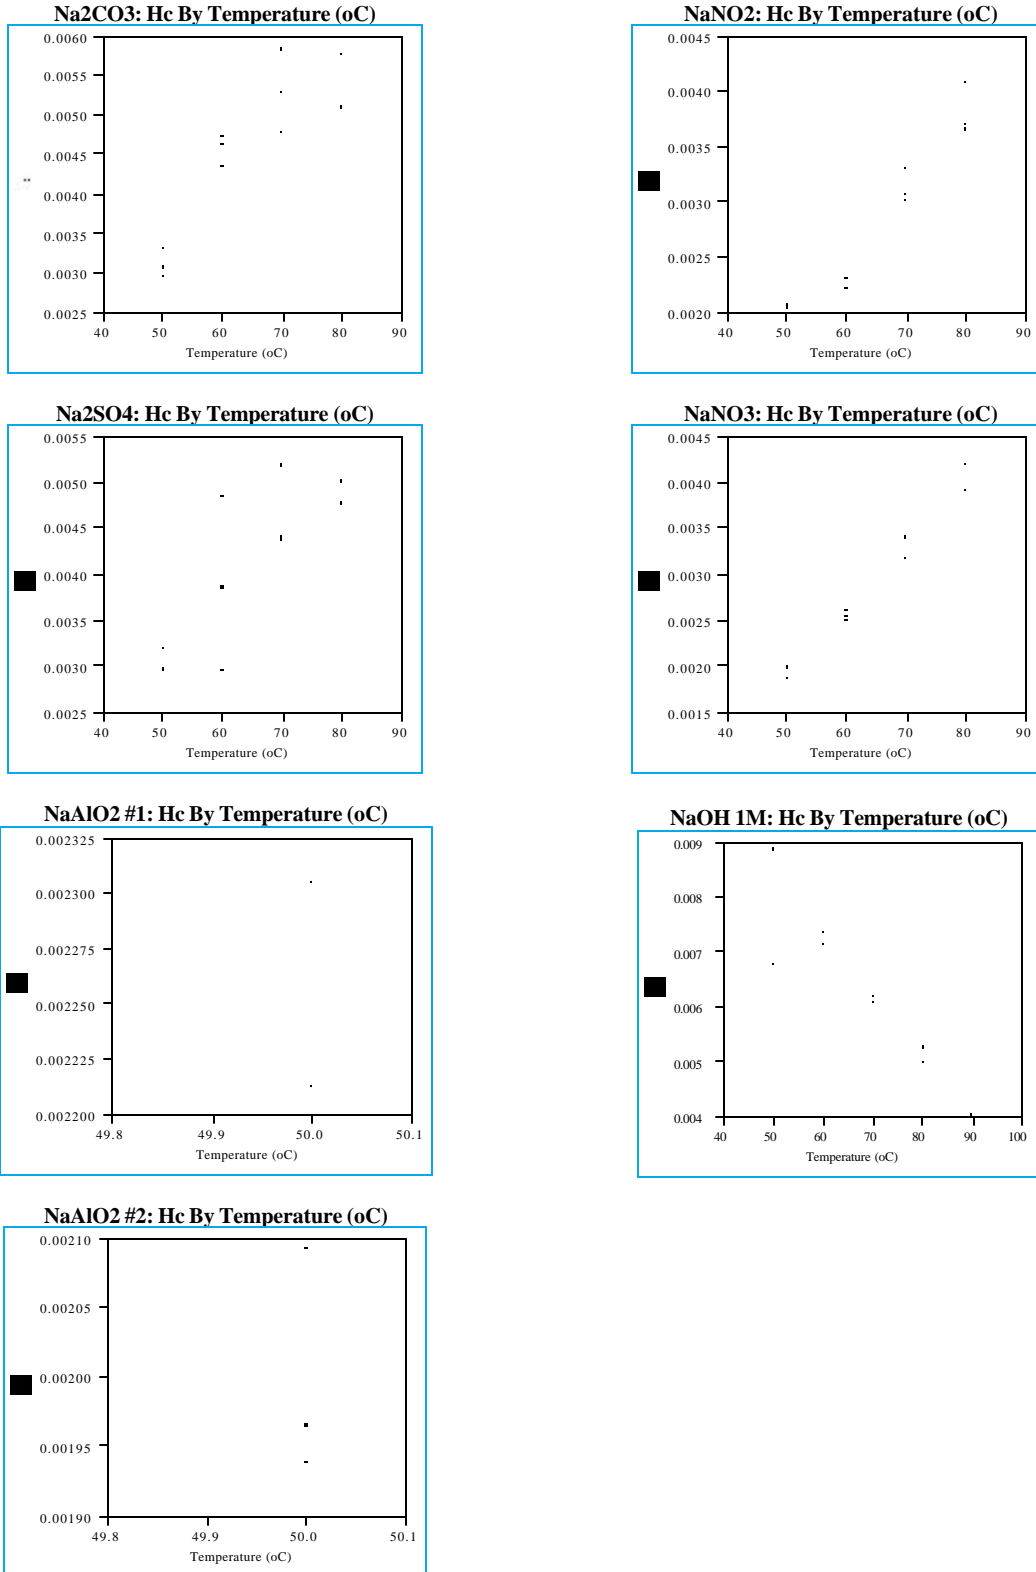 Na2CO3: Hc By Temperature (oC)
0.0060
0.0055
0.0050
0.0045
0.0040
0.0035
0.0030
0.0025
40 50 60 70 80 90
Temperature (oC)
NaNO2: Hc By Temperature (oC)
0.0045
0.0040
0.0035
0.0030
0.0025
0.0020
40 50 60 70 80 90
Temperature (oC)
Na2SO4: Hc By Temperature (oC)
0.0055
0.0050
0.0045
0.0040
0.0035
0.0030
0.0025
40 50 60 70 80 90
Temperature (oC)
NaNO3: Hc By Temperature (oC)
0.0045
0.0040
0.0035
0.0030
0.0025
0.0020
0.0015
40 50 60 70 80 90
Temperature (oC)
NaAlO2 #1: Hc By Temperature (oC)
0.002325
0.002300
0.002275
0.002250
0.002225
0.002200
49.8 49.9 50.0 50.1
Temperature (oC)
NaOH 1M: Hc By Temperature (oC)
0.009
0.008
0.007
0.006
0.005
0.004
40 50 60 70 80 90 100
Temperature (oC)
NaAlO2 #2: Hc By Temperature (oC)
0.00210
0.00205
0.00200
0.00195
0.00190
49.8 49.9 50.0 50.1
Temperature (oC)